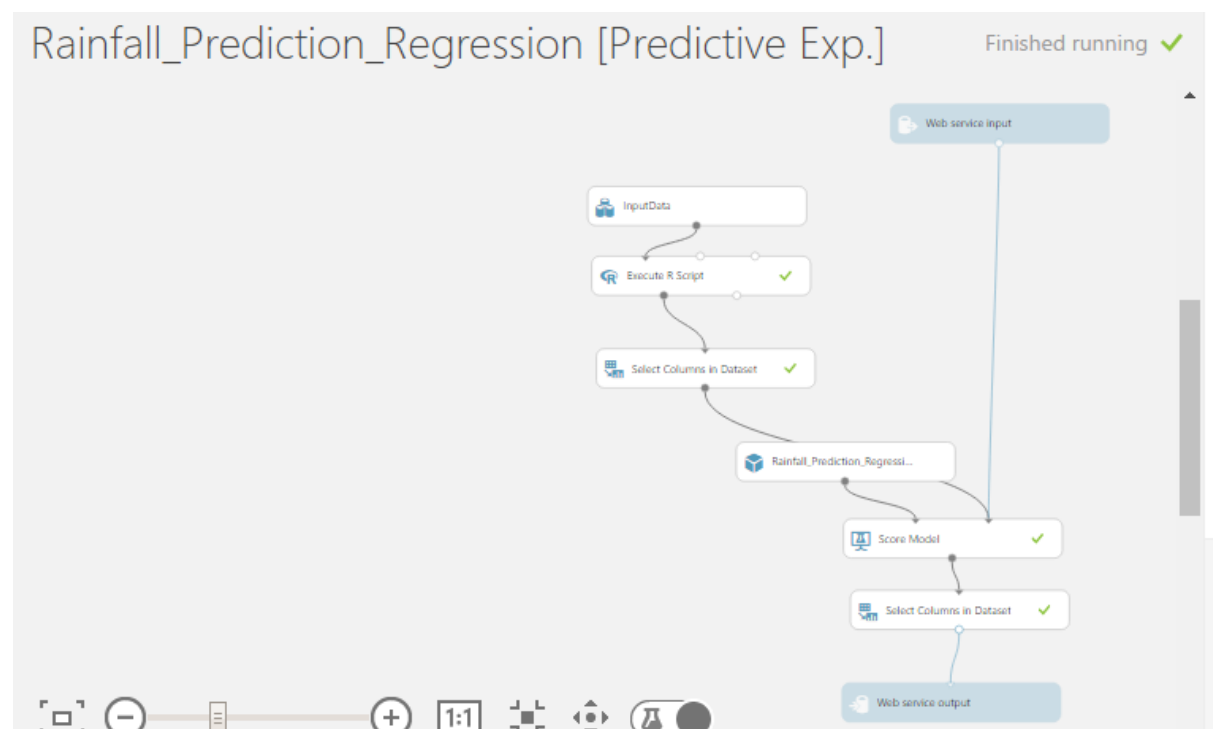 Rainfall_Prediction_Regression [Predictive Exp.]
Finished running
Web service input
InputData
Execute R Script
Select Columns in Dataset
Rainfall_Prediction_Regressi...
Score Model
Select Columns in Dataset
Web service output
1:1